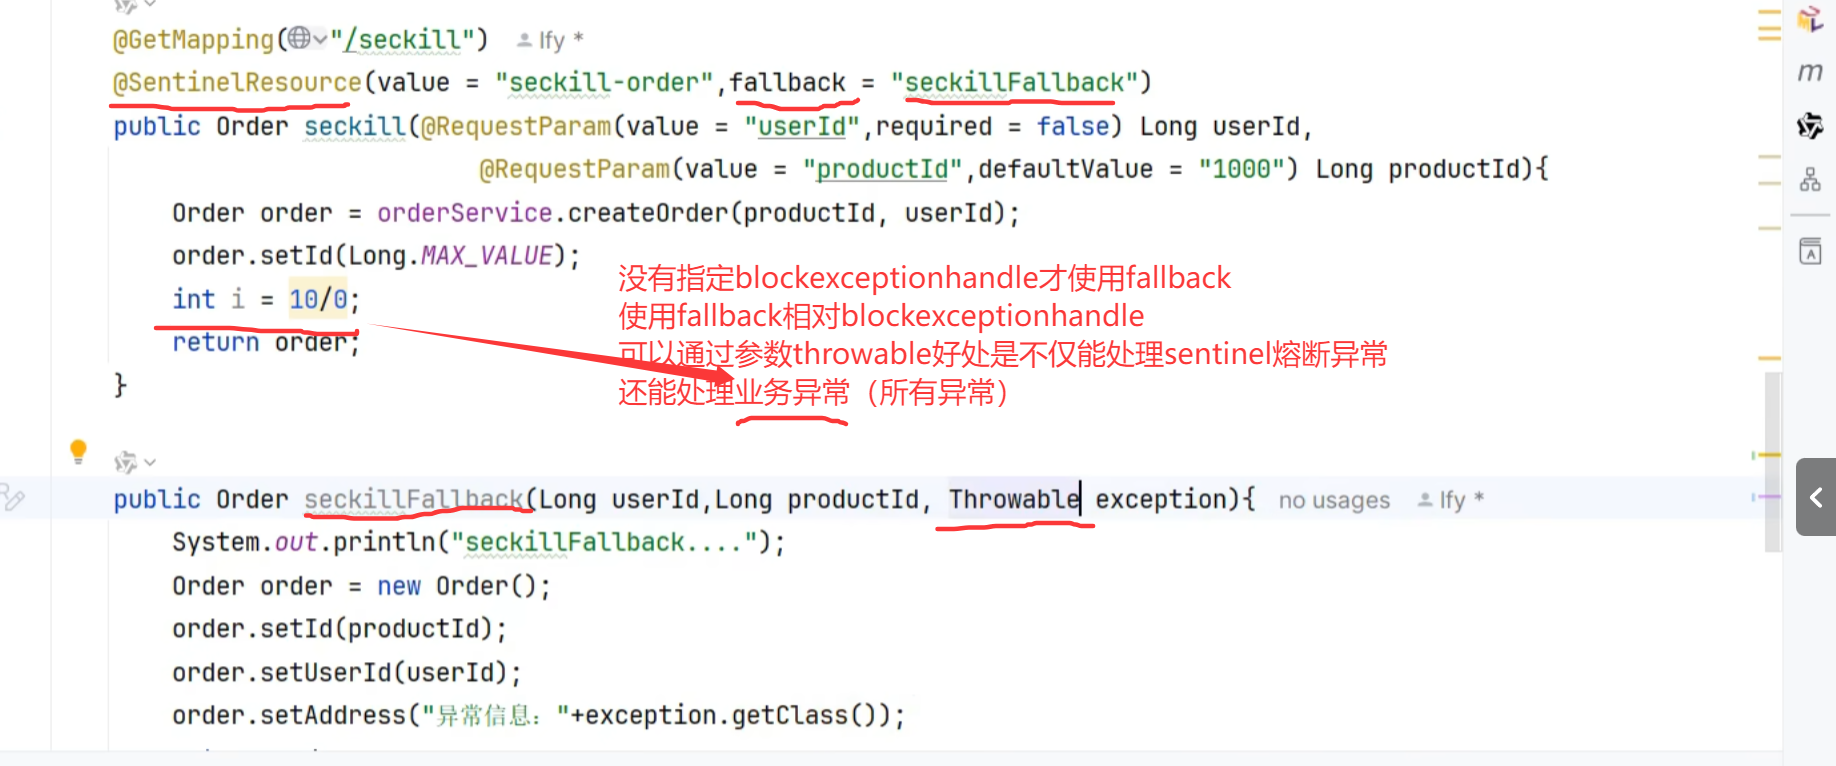 @GetMapping("/seckill") lfy *
@SentinelResource(value = "seckill-order",fallback = "seckillFallback")
public Order seckill(@RequestParam(value = "userId",required = false) Long userId,
@RequestParam(value = "productId",defaultValue = "1000") Long productId){
Order order = orderService.createOrder(productId, userId);
order.setId(Long.MAX_VALUE);
int i = 10/0;
return order;
}
没有指定blockexceptionhandle才使用fallback
使用fallback相对blockexceptionhandle
可以通过参数throwable好处是不仅能处理sentinel熔断异常
还能处理业务异常（所有异常）
public Order seckillFallback(Long userId,Long productId, Throwable exception){ no usages lfy *
System.out.println("seckillFallback....");
Order order = new Order();
order.setId(productId);
order.setUserId(userId);
order.setAddress("异常信息："+exception.getClass());